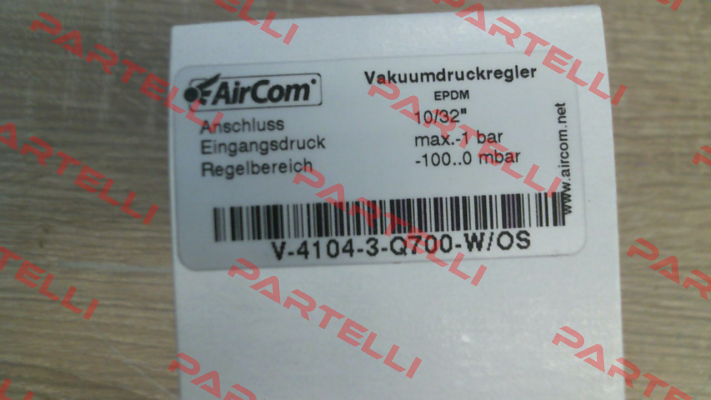 AirCom
Vakuumdruckregler
EPDM
Anschluss 10/32"
Eingangsdruck max.-1 bar
Regelbereich -100..0 mbar
www.aircom.net
V-4104-3-Q700-W/OS
PARTELLI
PARTELLI
PARTELLI
PARTELLI
PARTELLI
PARTELLI
PARTELLI
PARTELLI
PARTELLI